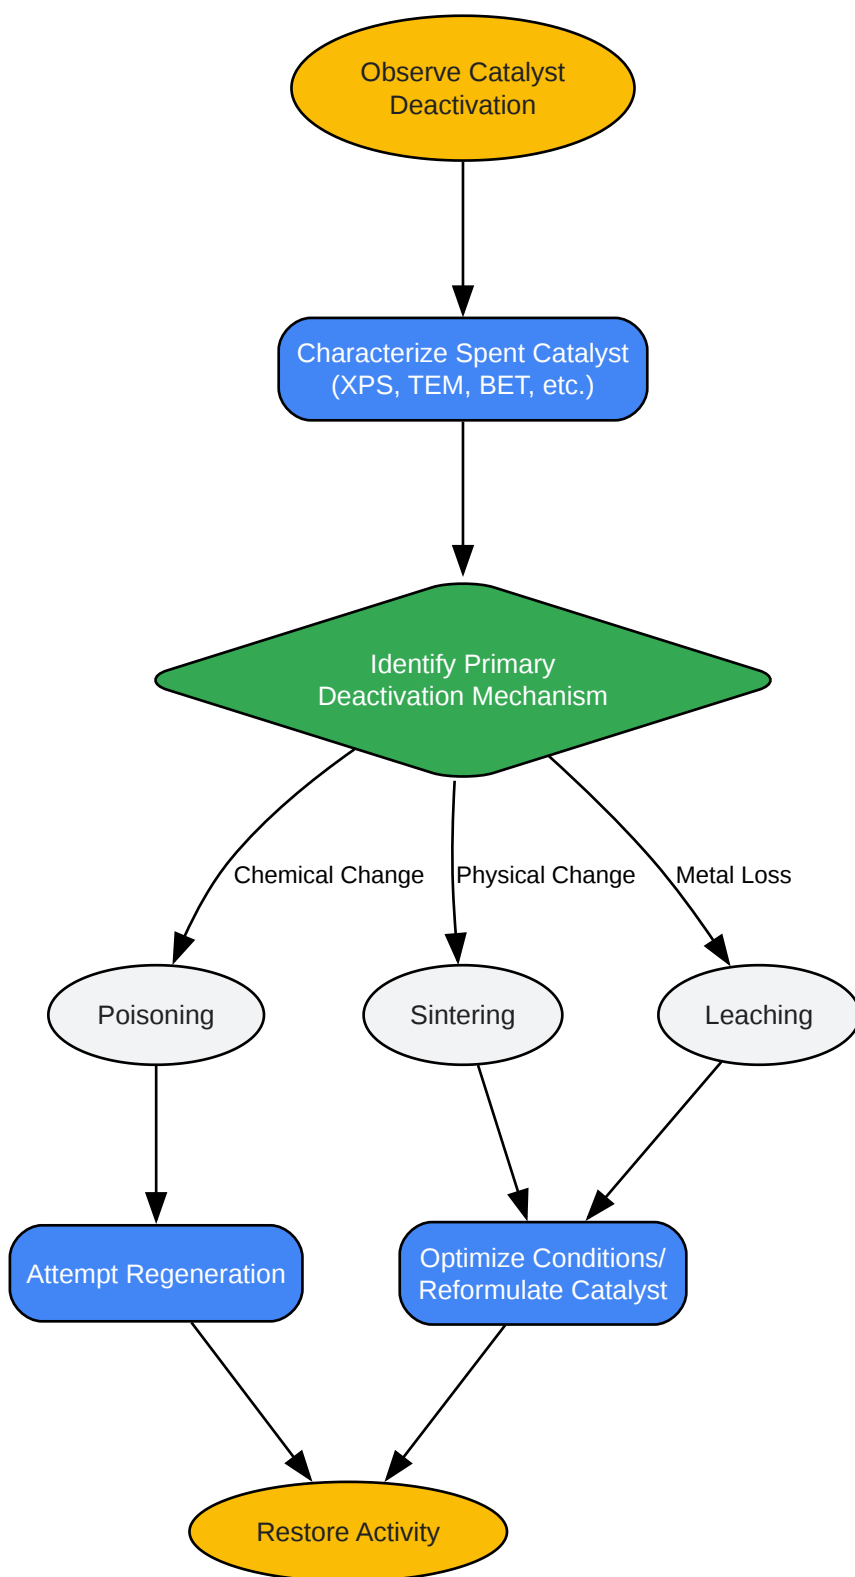 Observe Catalyst
Deactivation
Characterize Spent Catalyst
(XPS, TEM, BET, etc.)
Identify Primary
Deactivation Mechanism
Chemical Change
Physical Change
Metal Loss
Poisoning
Sintering
Leaching
Attempt Regeneration
Optimize Conditions/
Reformulate Catalyst
Restore Activity